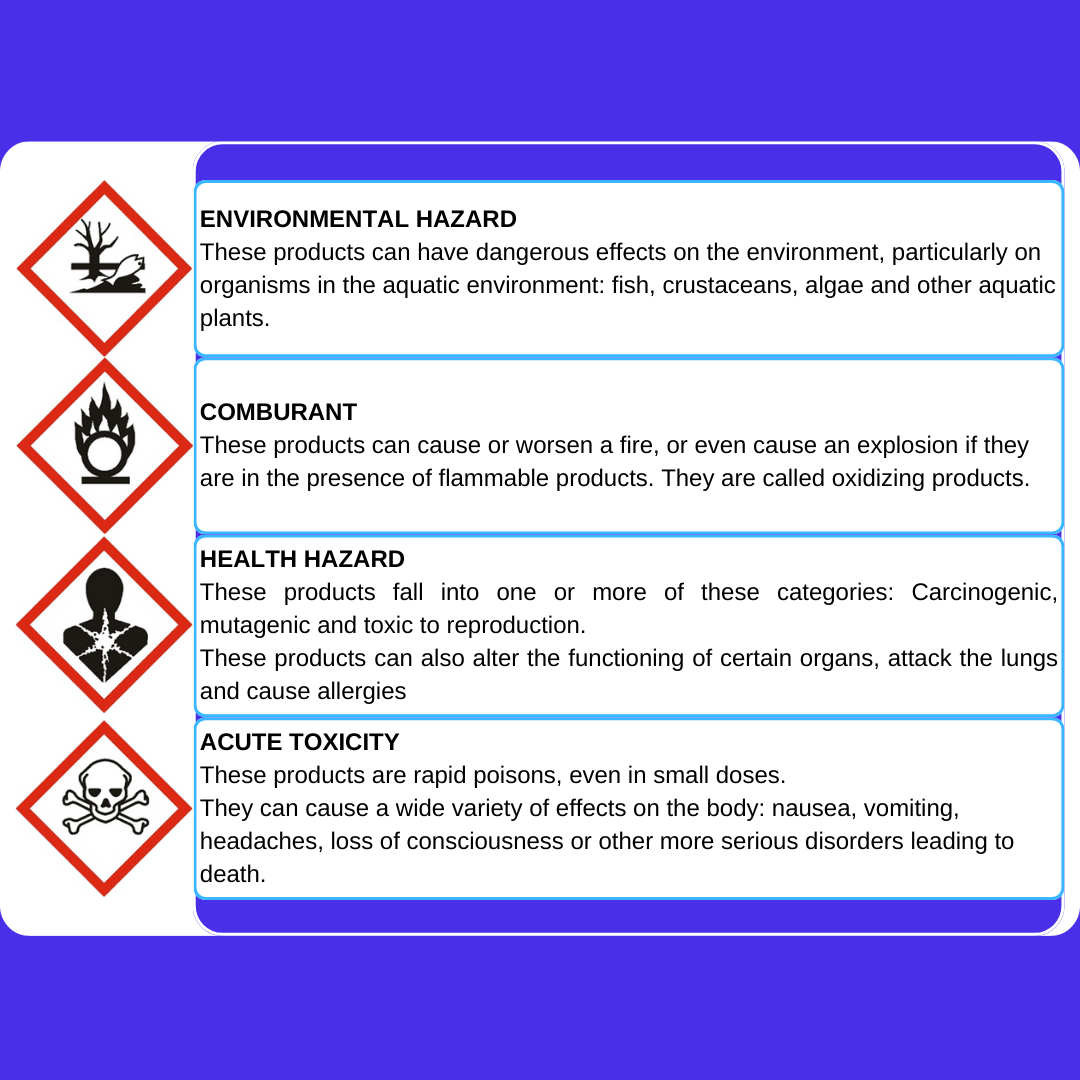 ENVIRONMENTAL HAZARD
These products can have dangerous effects on the environment, particularly on
organisms in the aquatic environment: fish, crustaceans, algae and other aquatic
plants.
COMBURANT
These products can cause or worsen a fire, or even cause an explosion if they
are in the presence of flammable products. They are called oxidizing products.
HEALTH HAZARD
These products fall into one or more of these categories: Carcinogenic,
mutagenic and toxic to reproduction.
These products can also alter the functioning of certain organs, attack the lungs
and cause allergies
ACUTE TOXICITY
These products are rapid poisons, even in small doses.
They can cause a wide variety of effects on the body: nausea, vomiting,
headaches, loss of consciousness or other more serious disorders leading to
death.